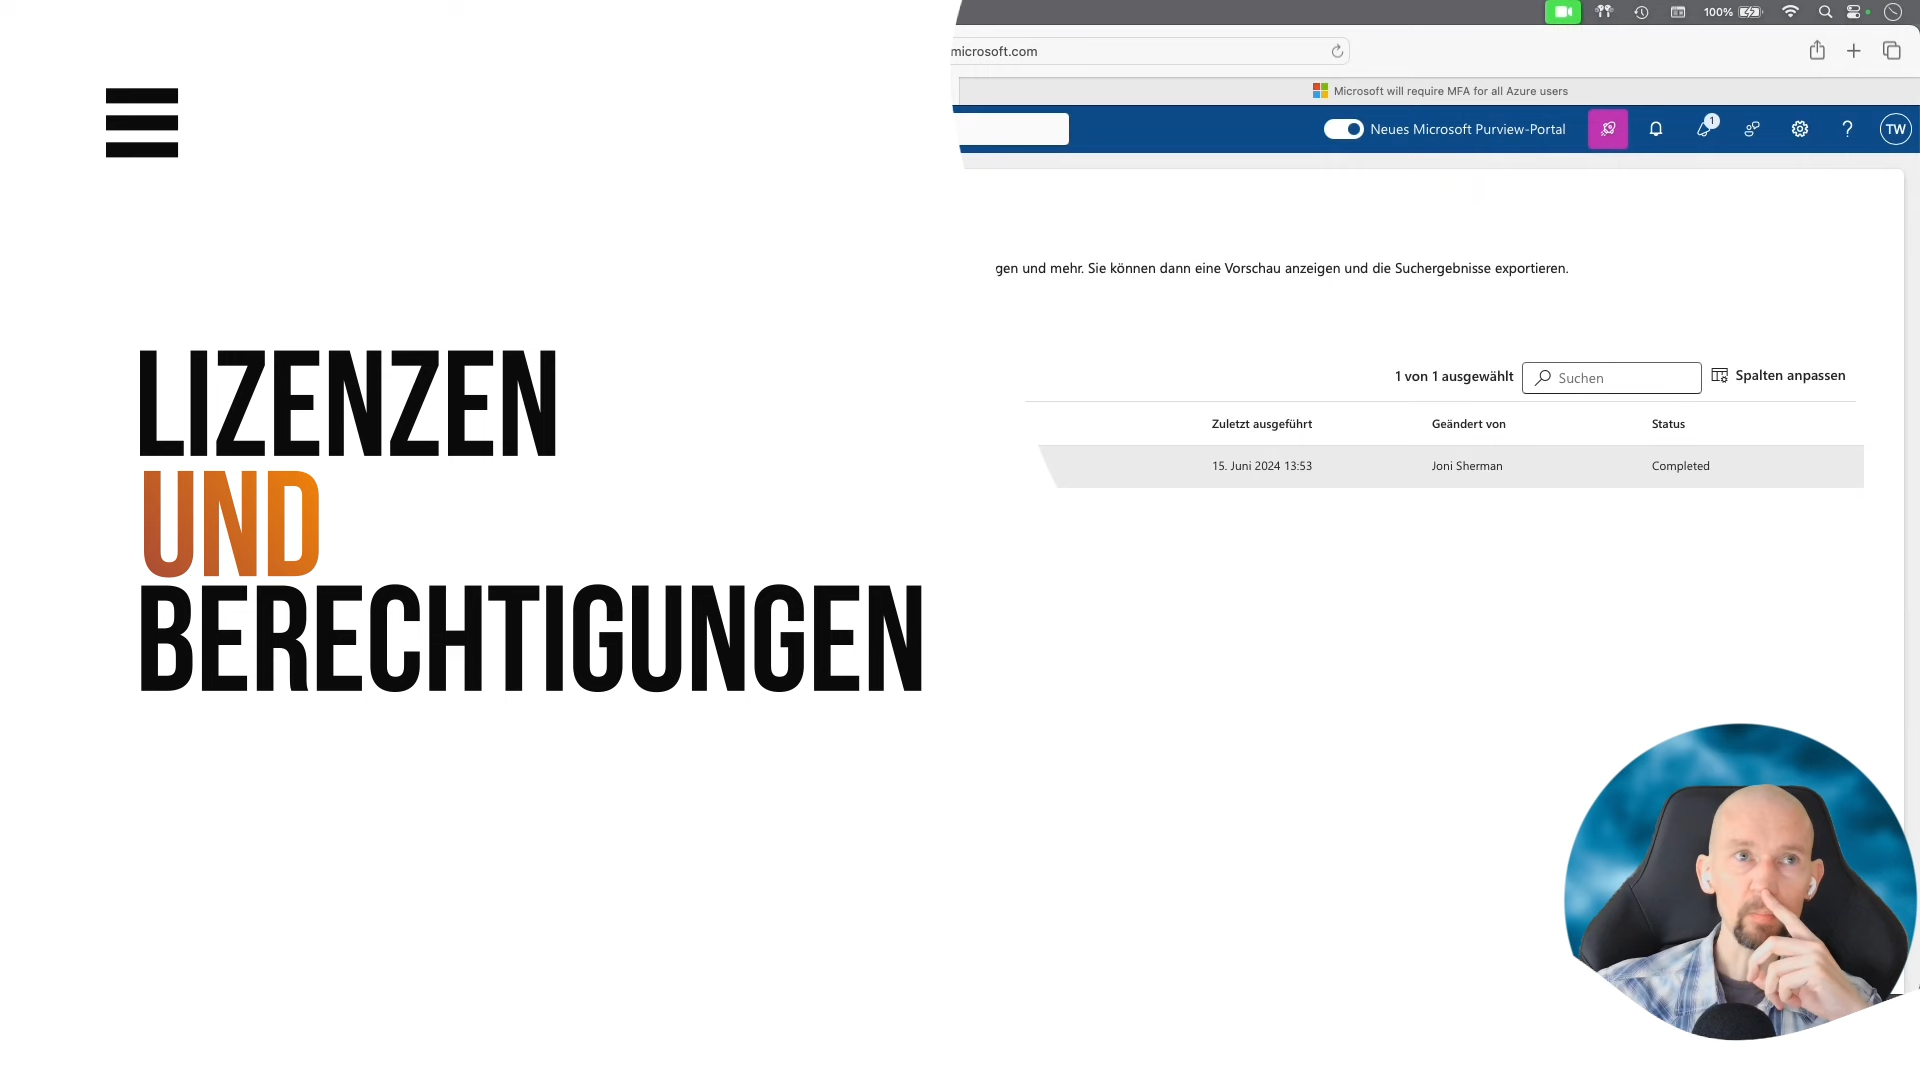 100%
microsoft.com
Microsoft will require MFA for all Azure users
Neues Microsoft Purview-Portal
1
?
TW
gen und mehr. Sie können dann eine Vorschau anzeigen und die Suchergebnisse exportieren.
1 von 1 ausgewählt
Suchen
Spalten anpassen
Zuletzt ausgeführt
Geändert von
Status
15. Juni 2024 13:53
Joni Sherman
Completed
LIZENZEN
UND
BERECHTIGUNGEN